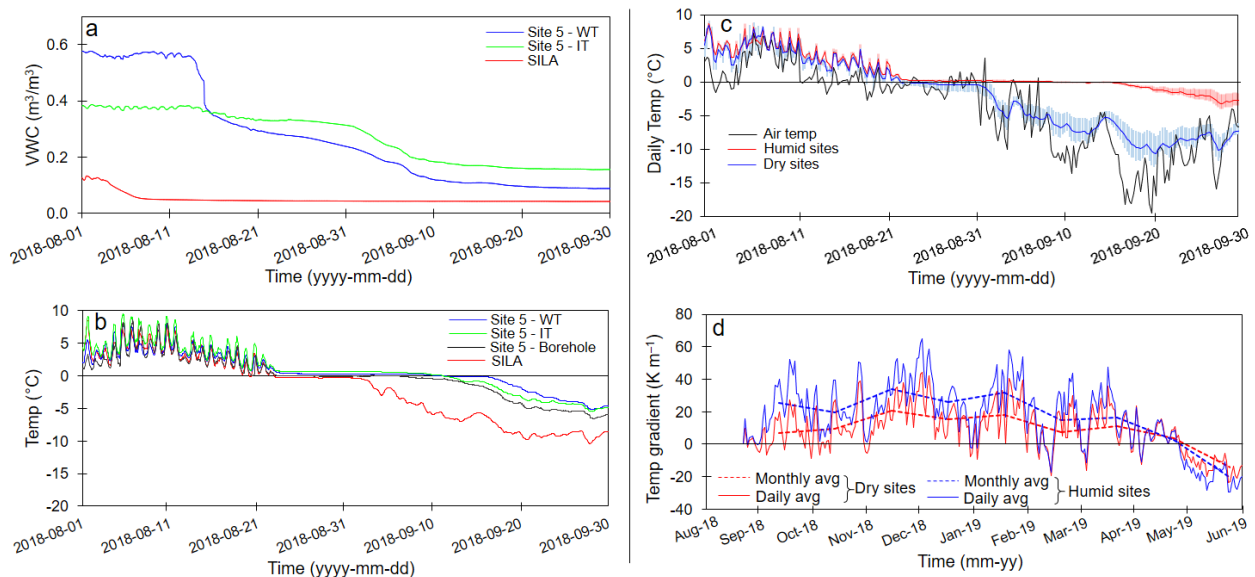 a
Site 5 - WT
Site 5 - IT
SILA
VWC (m³/m³)
0.6
0.4
0.2
0.0
2018-08-01
2018-08-11
2018-08-21
2018-08-31
2018-09-10
2018-09-20
2018-09-30
Time (yyyy-mm-dd)
b
Site 5 - WT
Site 5 - IT
Site 5 - Borehole
SILA
Temp (°C)
10
5
0
-5
-10
-15
-20
2018-08-01
2018-08-11
2018-08-21
2018-08-31
2018-09-10
2018-09-20
2018-09-30
Time (yyyy-mm-dd)
c
Daily Temp (°C)
10
5
0
-5
-10
-15
-20
Air temp
Humid sites
Dry sites
2018-08-01
2018-08-11
2018-08-21
2018-08-31
2018-09-10
2018-09-20
2018-09-30
Time (yyyy-mm-dd)
d
Temp gradient (K m⁻¹)
80
60
40
20
0
-20
-40
Monthly avg
Daily avg
Dry sites
Monthly avg
Daily avg
Humid sites
Aug-18
Sep-18
Oct-18
Nov-18
Dec-18
Jan-19
Feb-19
Mar-19
Apr-19
May-19
Jun-19
Time (mm-yy)